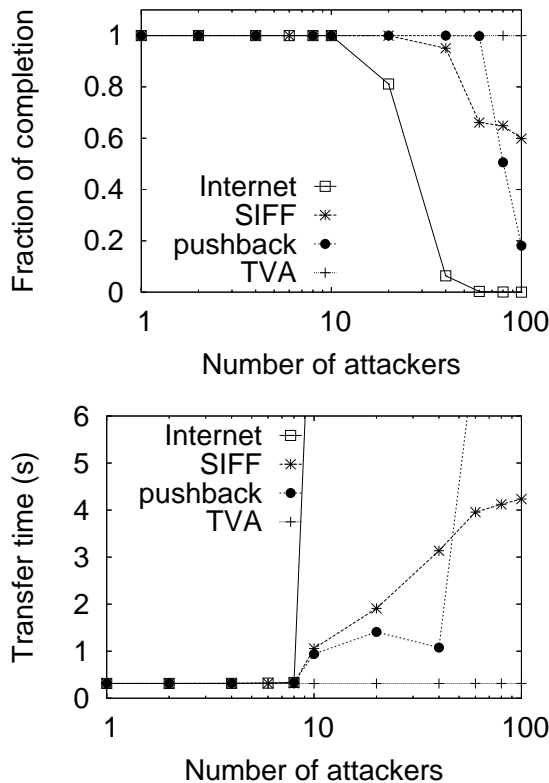 Fraction of completion
1
0.8
0.6
0.4
0.2
0
Internet
SIFF
pushback
TVA
1
10
100
Number of attackers
Transfer time (s)
6
5
4
3
2
1
0
Internet
SIFF
pushback
TVA
1
10
100
Number of attackers